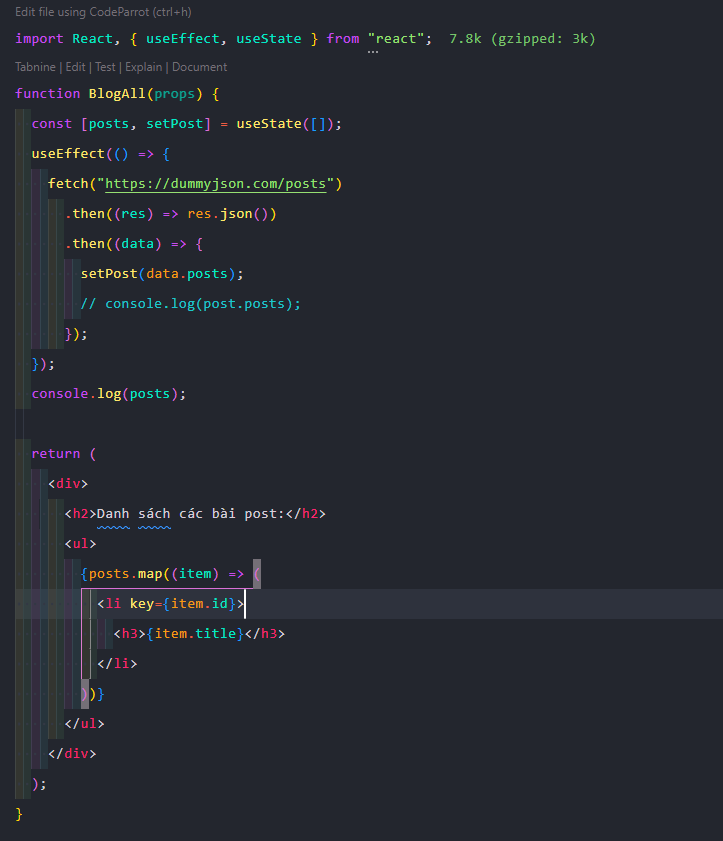 Edit file using CodeParrot (ctrl+h)
import React, { useEffect, useState } from "react"; 7.8k (gzipped: 3k)
Tabnine | Edit | Test | Explain | Document
function BlogAll(props) {
  const [posts, setPost] = useState([]);
  useEffect(() => {
    fetch("https://dummyjson.com/posts")
      .then((res) => res.json())
      .then((data) => {
        setPost(data.posts);
        // console.log(post.posts);
      });
  });
  console.log(posts);

  return (
    <div>
      <h2>Danh sách các bài post:</h2>
      <ul>
        {posts.map((item) => (
          <li key={item.id}>
            <h3>{item.title}</h3>
          </li>
        ))}
      </ul>
    </div>
  );
}